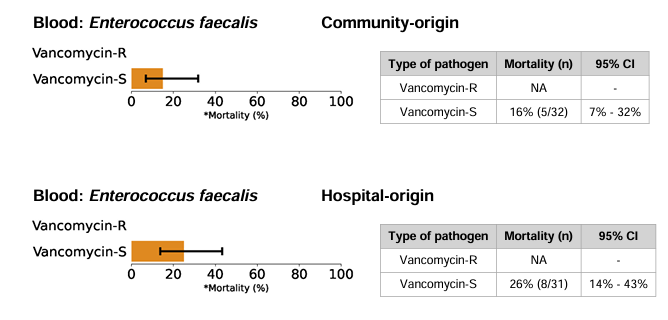 Blood: Enterococcus faecalis
Community-origin
Vancomycin-R
Vancomycin-S
0 20 40 60 80 100
*Mortality (%)
Type of pathogen Mortality (n) 95% CI
Vancomycin-R NA -
Vancomycin-S 16% (5/32) 7% - 32%
Blood: Enterococcus faecalis
Hospital-origin
Vancomycin-R
Vancomycin-S
0 20 40 60 80 100
*Mortality (%)
Type of pathogen Mortality (n) 95% CI
Vancomycin-R NA -
Vancomycin-S 26% (8/31) 14% - 43%